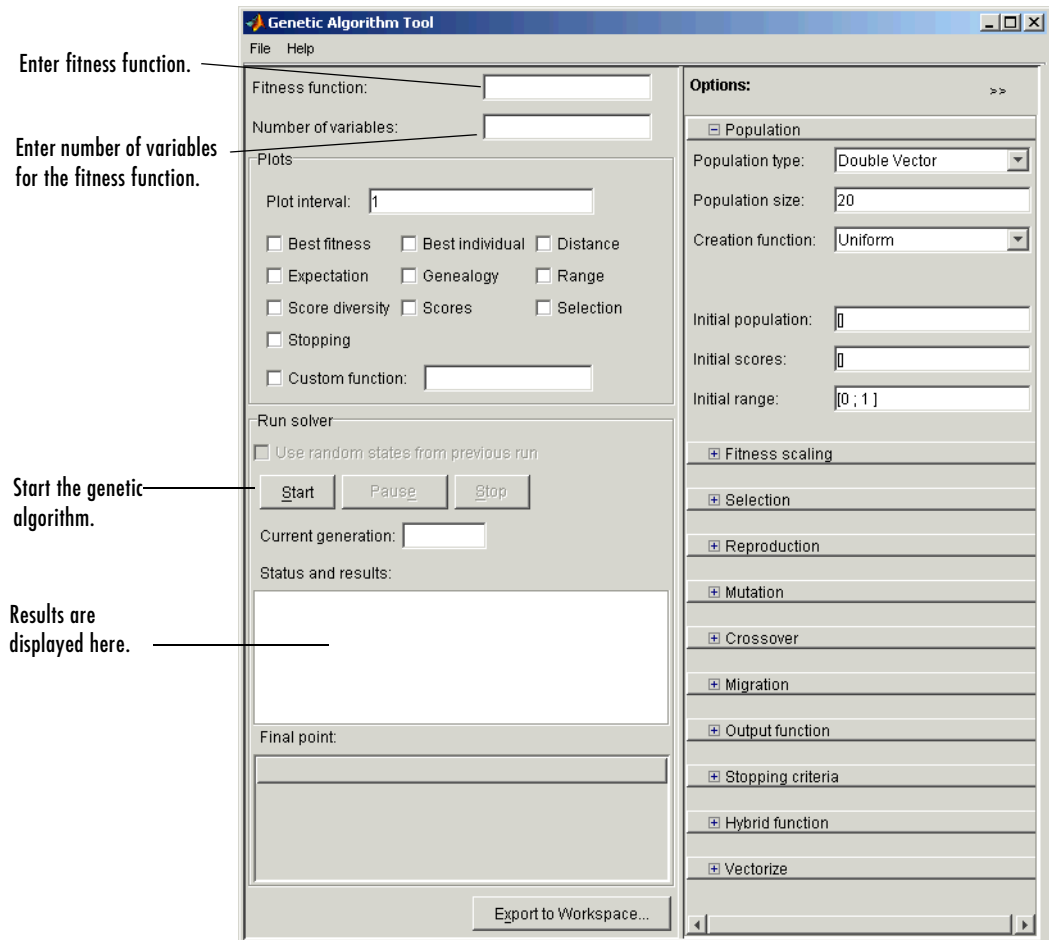 Genetic Algorithm Tool
File Help
Enter fitness function.
Fitness function:
Enter number of variables
for the fitness function.
Number of variables:
Plots
Plot interval: 1
Best fitness Best individual Distance
Expectation Genealogy Range
Score diversity Scores Selection
Stopping
Custom function:
Run solver
Use random states from previous run
Start the genetic
algorithm.
Start Pause Stop
Current generation:
Status and results:
Results are
displayed here.
Final point:
Export to Workspace...
Options: >>
Population
Population type: Double Vector
Population size: 20
Creation function: Uniform
Initial population: []
Initial scores: []
Initial range: [0 ; 1 ]
Fitness scaling
Selection
Reproduction
Mutation
Crossover
Migration
Output function
Stopping criteria
Hybrid function
Vectorize